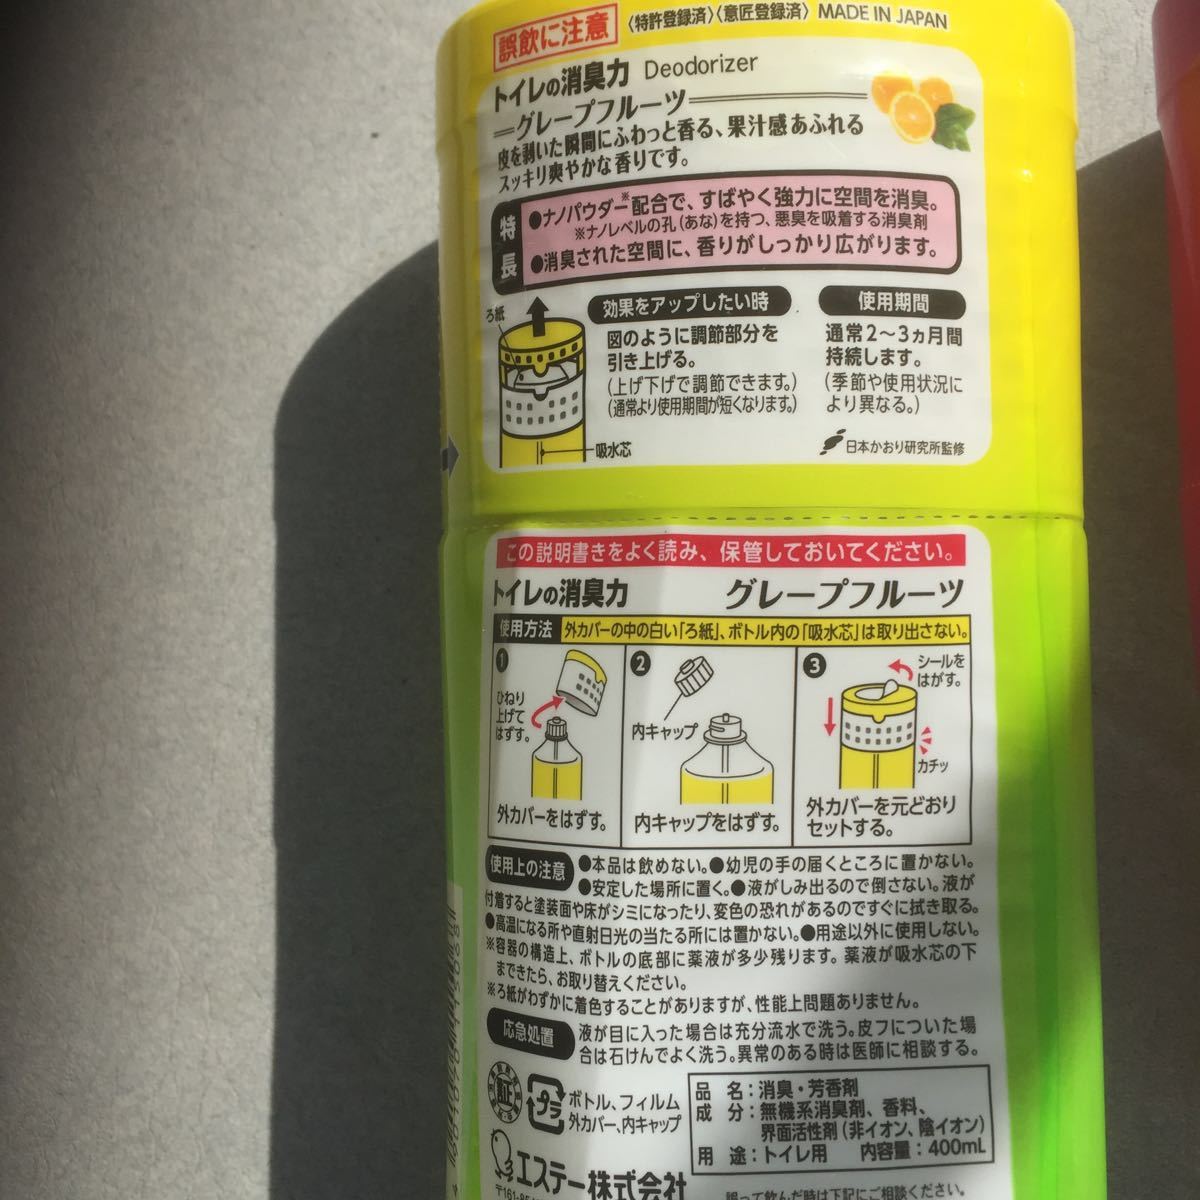 誤飲に注意 〈特許登録済〉〈意匠登録済〉 MADE IN JAPAN
トイレの消臭力 Deodorizer
グレープフルーツ
皮を剥いた瞬間にふわっと香る、果汁感あふれる
スッキリ爽やかな香りです。
特長
●ナノパウダー※配合で、すばやく強力に空間を消臭。
※ナノレベルの孔(あな)を持つ、悪臭を吸着する消臭剤
●消臭された空間に、香りがしっかり広がります。
ろ紙
吸水芯
効果をアップしたい時
図のように調節部分を
引き上げる。
(上げ下げで調節できます。)
(通常より使用期間が短くなります。)
使用期間
通常2〜3ヵ月間
持続します。
(季節や使用状況に
より異なる。)
日本かおり研究所監修
この説明書きをよく読み、保管しておいてください。
トイレの消臭力 グレープフルーツ
使用方法 外カバーの中の白い「ろ紙」、ボトル内の「吸水芯」は取り出さない。
1
ひねり
上げて
はずす。
外カバーをはずす。
2
内キャップ
内キャップをはずす。
3
シールを
はがす。
カチッ
外カバーを元どおり
セットする。
使用上の注意 ●本品は飲めない。●幼児の手の届くところに置かない。
●安定した場所に置く。●液がしみ出るので倒さない。液が
付着すると塗装面や床がシミになったり、変色の恐れがあるのですぐに拭き取る。
●高温になる所や直射日光の当たる所には置かない。●用途以外に使用しない。
※容器の構造上、ボトルの底部に薬液が多少残ります。薬液が吸水芯の下
まできたら、お取り替えください。
※ろ紙がわずかに着色することがありますが、性能上問題ありません。
応急処置 液が目に入った場合は充分流水で洗う。皮フについた場
合は石けんでよく洗う。異常のある時は医師に相談する。
証
プラ
ボトル、フィルム
外カバー、内キャップ
品 名：消臭・芳香剤
成 分：無機系消臭剤、香料、
界面活性剤(非イオン、陰イオン)
用 途：トイレ用 内容量：400mL
エステー株式会社
誤って飲んだ時は下記にご相談ください。